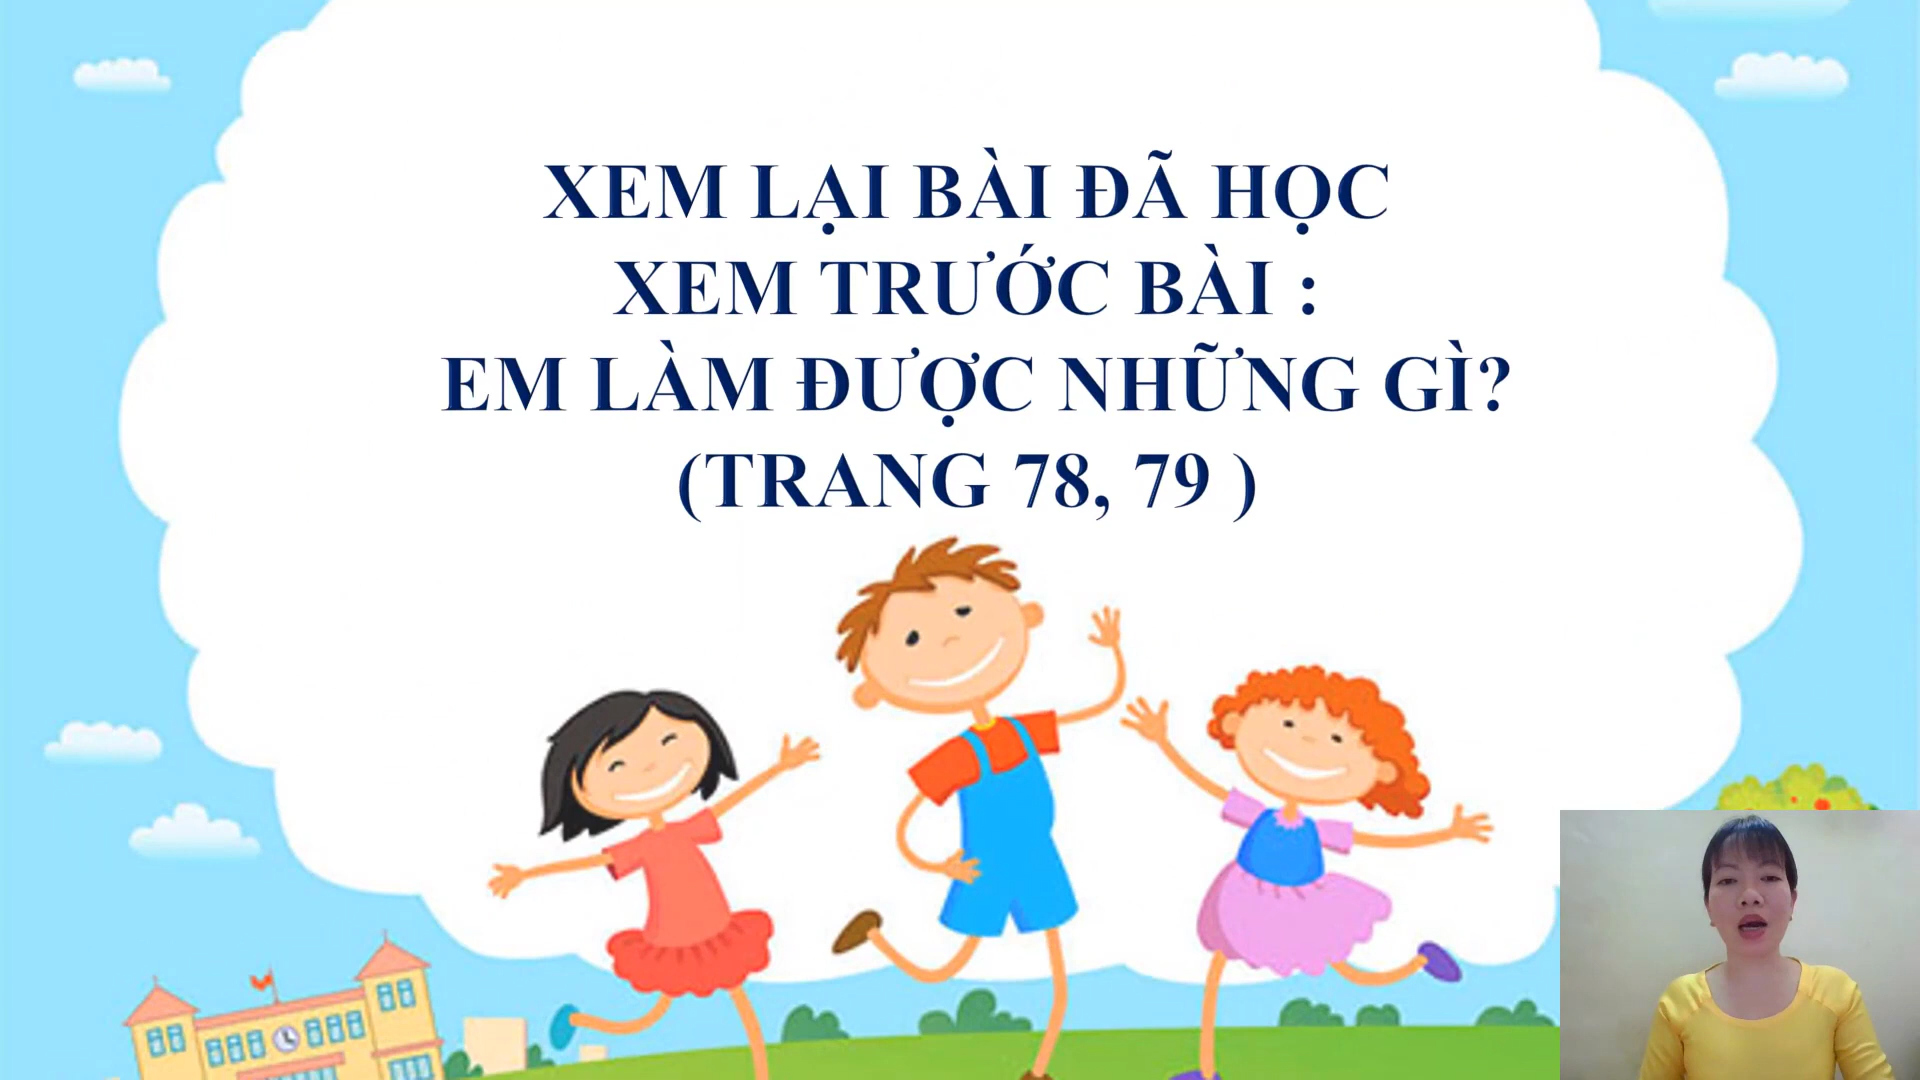 XEM LẠI BÀI ĐÃ HỌC
XEM TRƯỚC BÀI :
EM LÀM ĐƯỢC NHỮNG GÌ?
(TRANG 78, 79 )